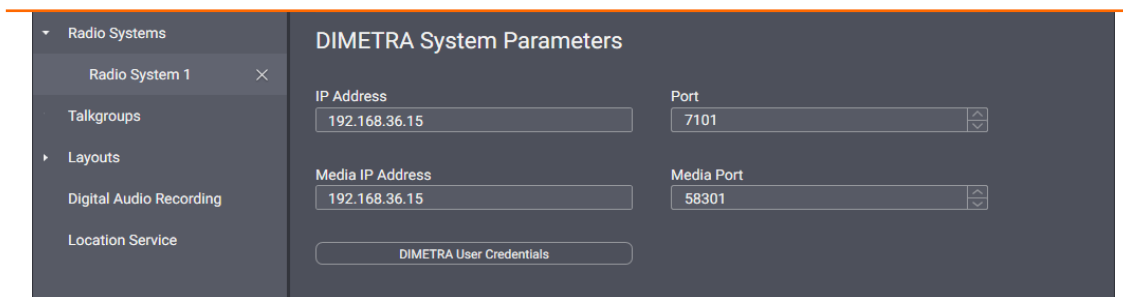 Radio Systems
Radio System 1
Talkgroups
Layouts
Digital Audio Recording
Location Service
DIMETRA System Parameters
IP Address
Port
192.168.36.15
7101
Media IP Address
Media Port
192.168.36.15
58301
DIMETRA User Credentials